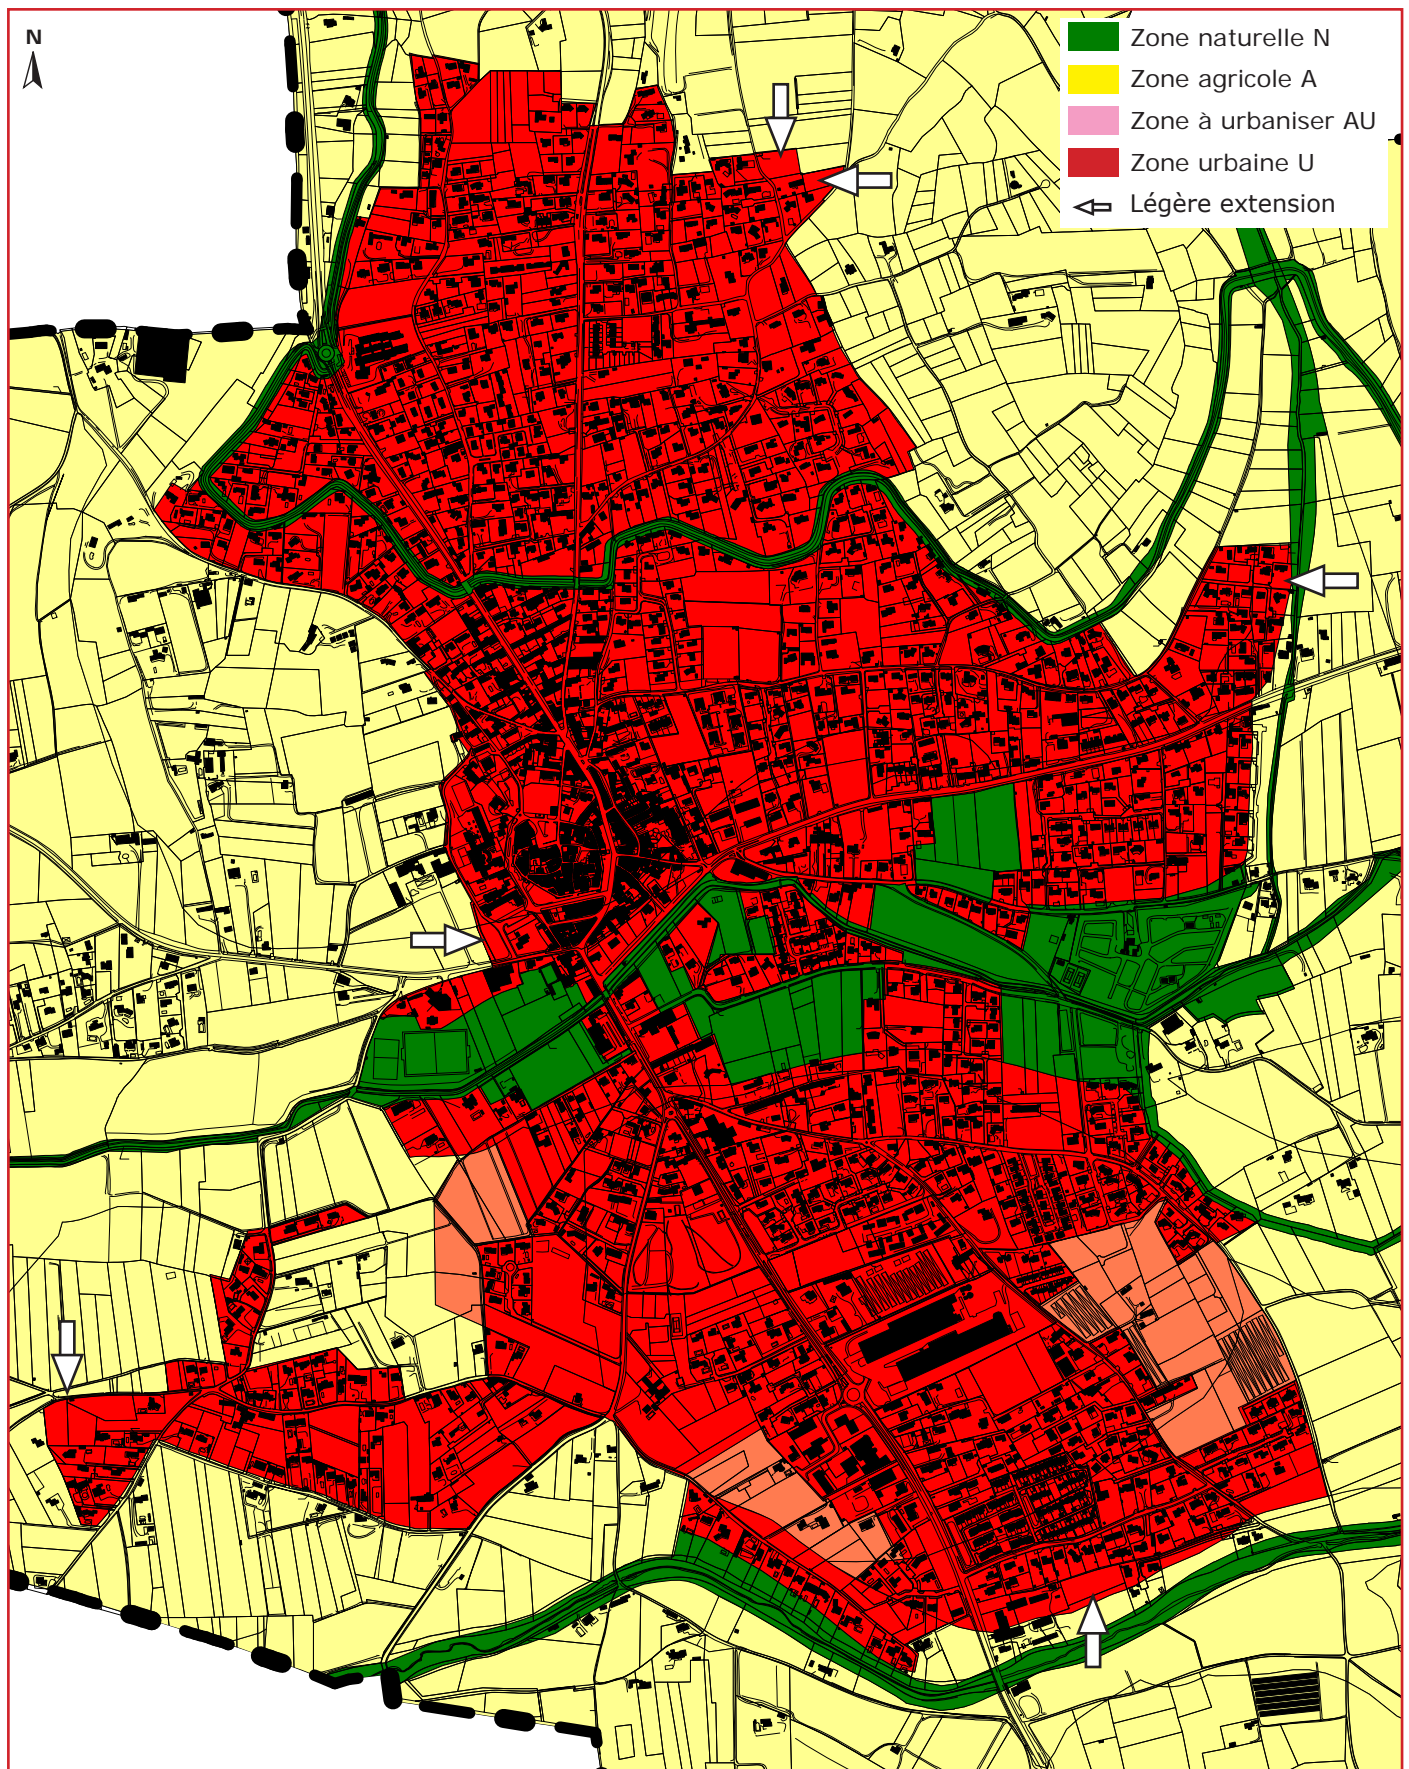 N
Zone naturelle N
Zone agricole A
Zone à urbaniser AU
Zone urbaine U
Légère extension